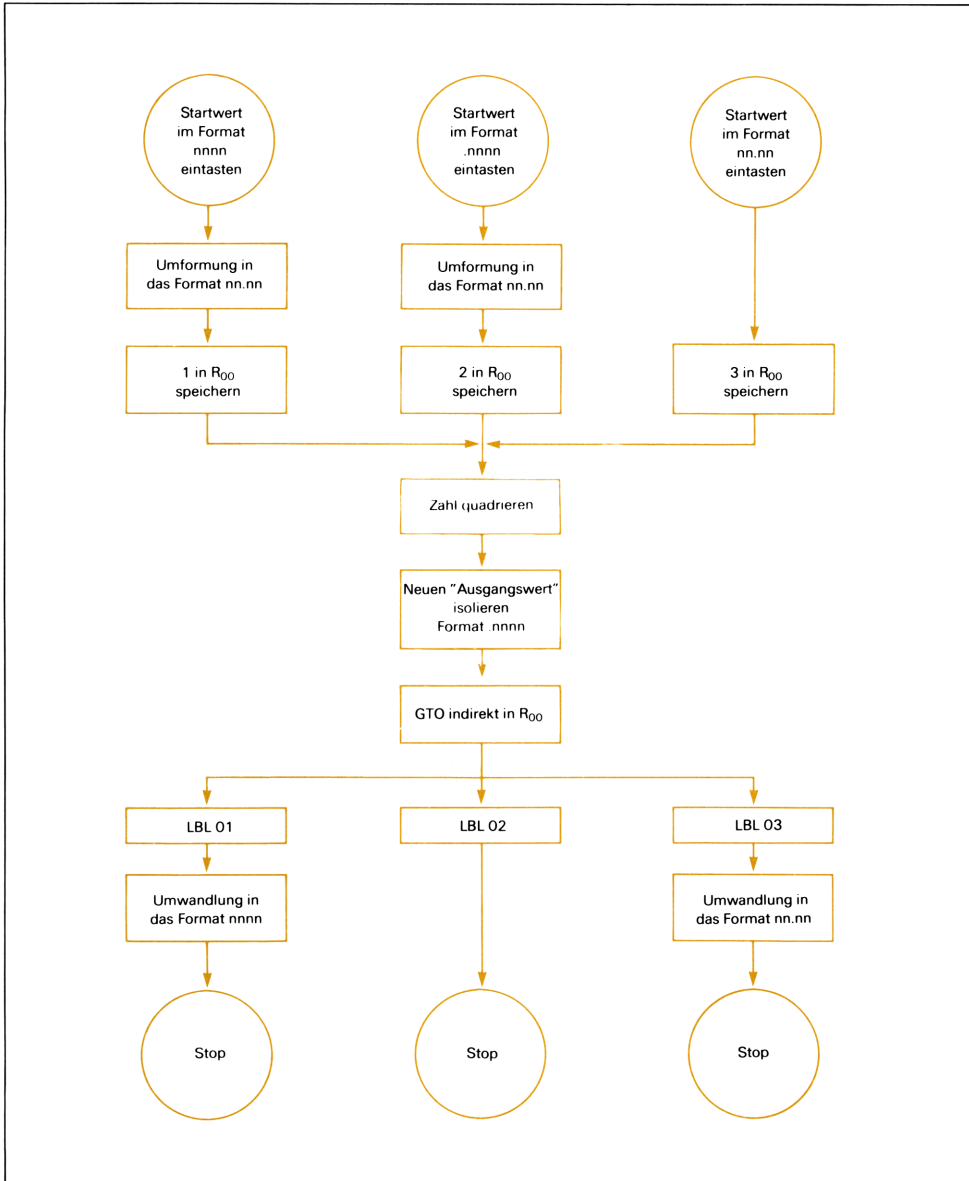 Startwert
im Format
nnnn
eintasten
Startwert
im Format
.nnnn
eintasten
Startwert
im Format
nn.nn
eintasten
Umformung in
das Format nn.nn
Umformung in
das Format nn.nn
1 in R00
speichern
2 in R00
speichern
3 in R00
speichern
Zahl quadrieren
Neuen "Ausgangswert"
isolieren
Format .nnnn
GTO indirekt in R00
LBL 01
LBL 02
LBL 03
Umwandlung in
das Format nnnn
Umwandlung in
das Format nn.nn
Stop
Stop
Stop